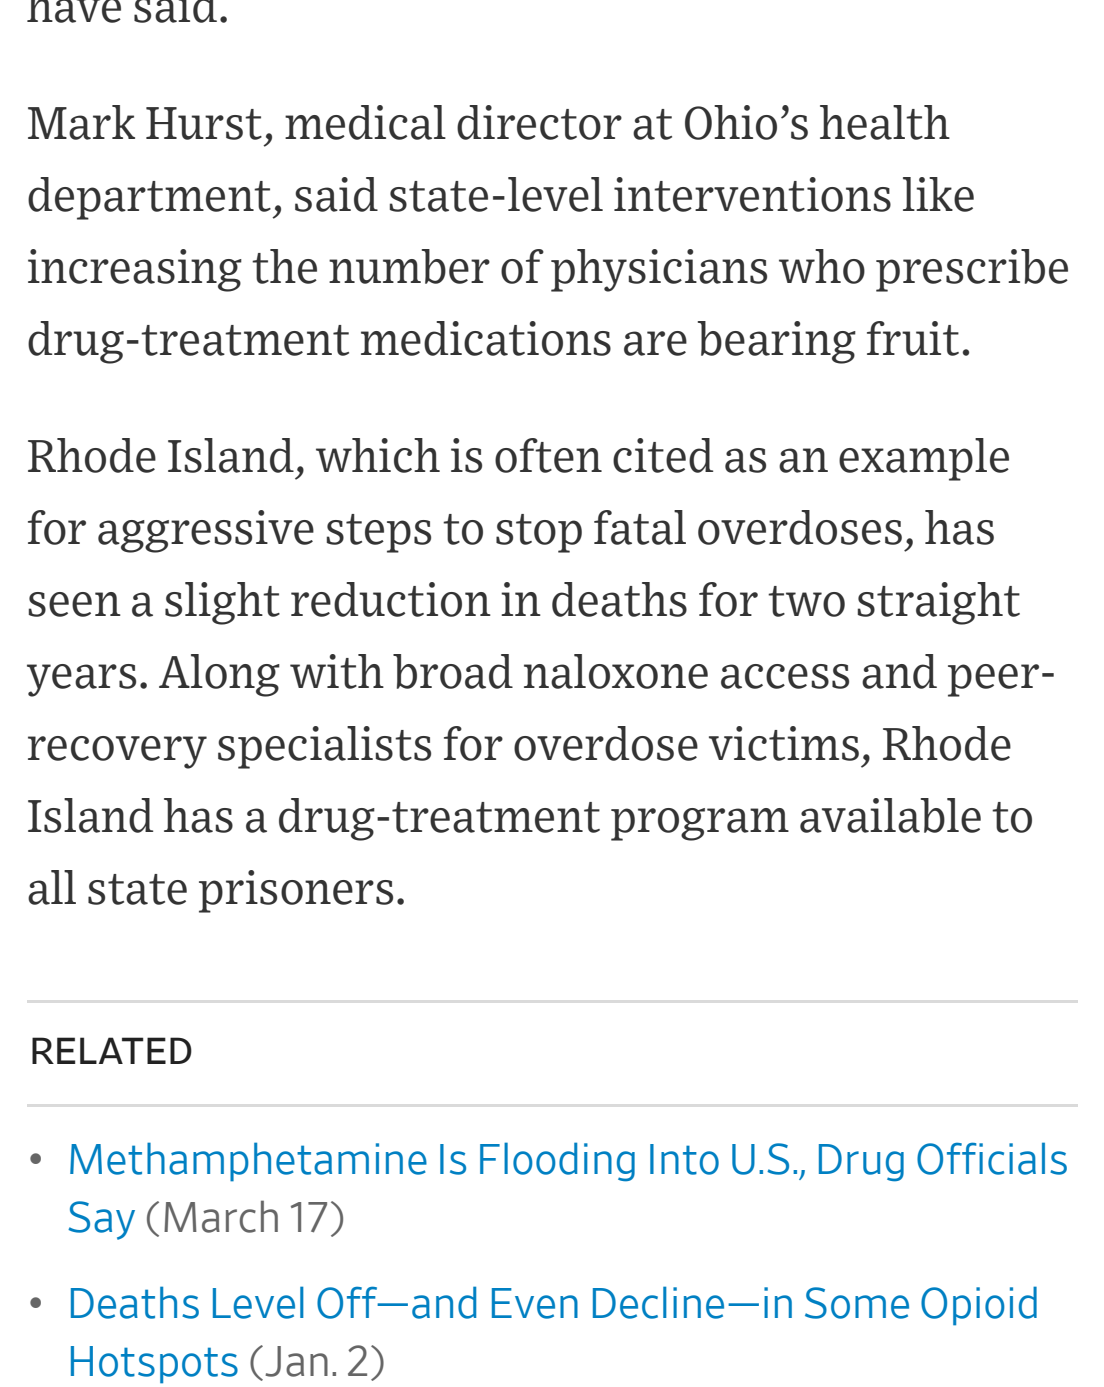 have said.
Mark Hurst, medical director at Ohio’s health
department, said state-level interventions like
increasing the number of physicians who prescribe
drug-treatment medications are bearing fruit.
Rhode Island, which is often cited as an example
for aggressive steps to stop fatal overdoses, has
seen a slight reduction in deaths for two straight
years. Along with broad naloxone access and peer-
recovery specialists for overdose victims, Rhode
Island has a drug-treatment program available to
all state prisoners.
RELATED
• Methamphetamine Is Flooding Into U.S., Drug Officials
Say (March 17)
• Deaths Level Off—and Even Decline—in Some Opioid
Hotspots (Jan. 2)